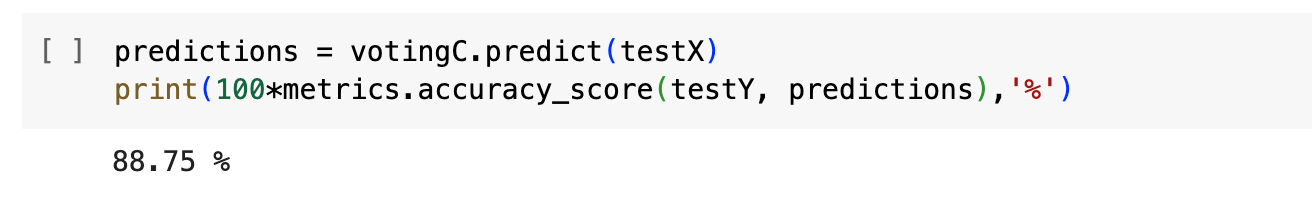 [ ] predictions = votingC.predict(testX)
print(100*metrics.accuracy_score(testY, predictions),'%')
88.75 %